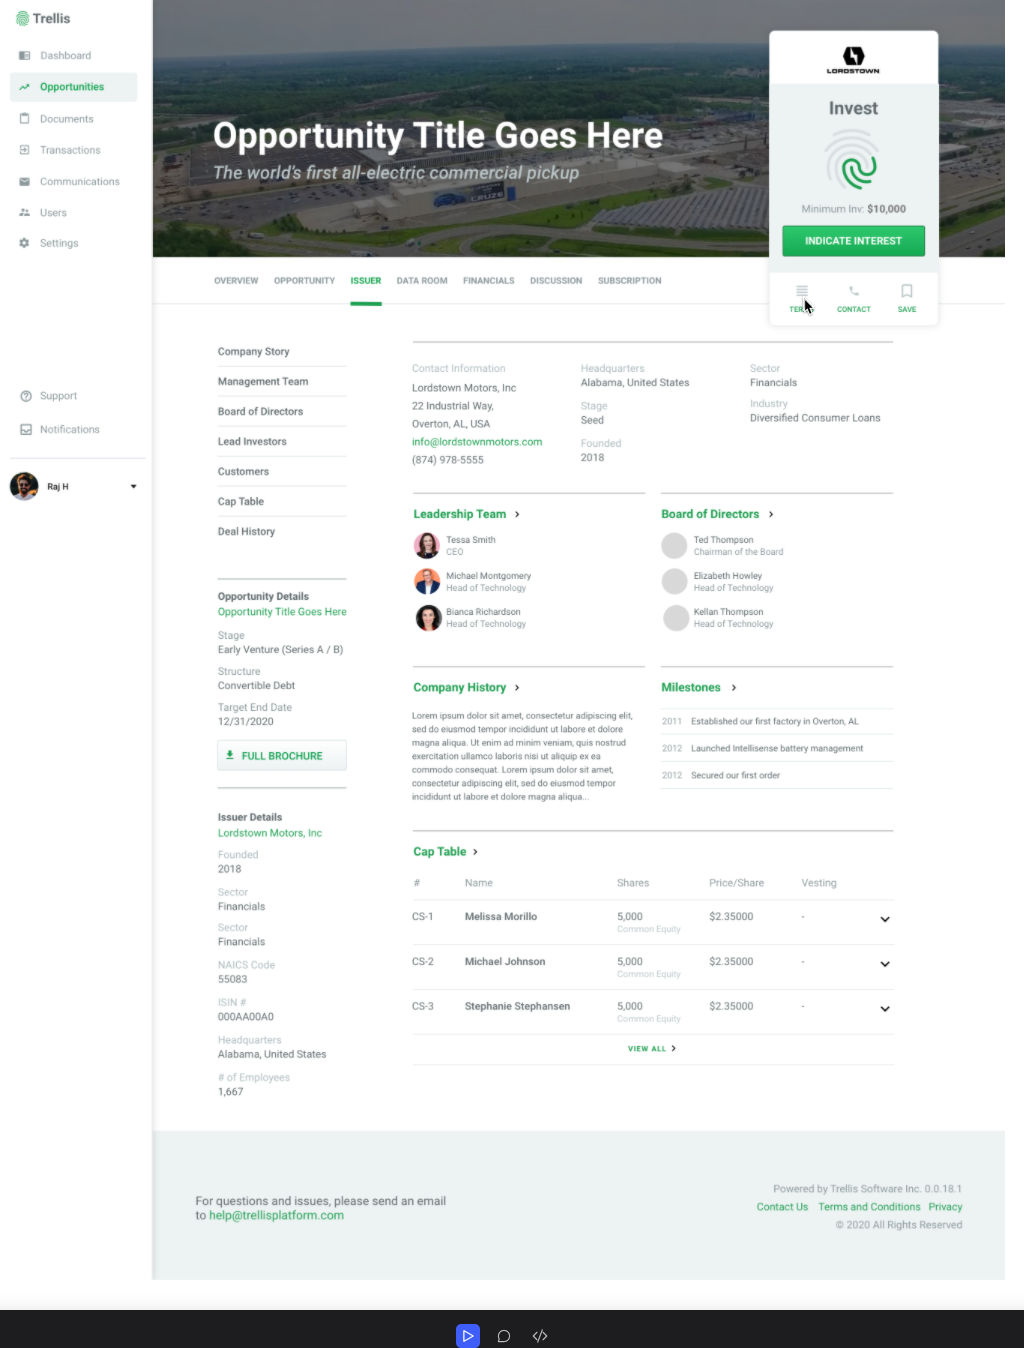 Trellis
Dashboard
Opportunities
Documents
Transactions
Communications
Users
Settings
Support
Notifications
Raj H
Opportunity Title Goes Here
The world's first all-electric commercial pickup
LORDSTOWN
Invest
Minimum Inv: $10,000
INDICATE INTEREST
CONTACT
SAVE
OVERVIEW
OPPORTUNITY
ISSUER
DATA ROOM
FINANCIALS
DISCUSSION
SUBSCRIPTION
Company Story
Management Team
Board of Directors
Lead Investors
Customers
Cap Table
Deal History
Opportunity Details
Opportunity Title Goes Here
Stage
Early Venture (Series A / B)
Structure
Convertible Debt
Target End Date
12/31/2020
FULL BROCHURE
Issuer Details
Lordstown Motors, Inc
Founded
2018
Sector
Financials
Sector
Financials
NAICS Code
55083
ISIN #
000AA00A0
Headquarters
Alabama, United States
# of Employees
1,667
Contact Information
Lordstown Motors, Inc
22 Industrial Way,
Overton, AL, USA
info@lordstownmotors.com
(874) 978-5555
Headquarters
Alabama, United States
Stage
Seed
Founded
2018
Sector
Financials
Industry
Diversified Consumer Loans
Leadership Team
Tessa Smith
CEO
Michael Montgomery
Head of Technology
Bianca Richardson
Head of Technology
Board of Directors
Ted Thompson
Chairman of the Board
Elizabeth Howley
Head of Technology
Kellan Thompson
Head of Technology
Company History
Lorem ipsum dolor sit amet, consectetur adipiscing elit,
sed do eiusmod tempor incididunt ut labore et dolore
magna aliqua. Ut enim ad minim veniam, quis nostrud
exercitation ullamco laboris nisi ut aliquip ex ea
commodo consequat. Lorem ipsum dolor sit amet,
consectetur adipiscing elit, sed do eiusmod tempor
incididunt ut labore et dolore magna aliqua...
Milestones
2011 Established our first factory in Overton, AL
2012 Launched Intellisense battery management
2012 Secured our first order
Cap Table
# Name Shares Price/Share Vesting
CS-1 Melissa Morillo 5,000 $2.35000 -
Common Equity
CS-2 Michael Johnson 5,000 $2.35000 -
Common Equity
CS-3 Stephanie Stephansen 5,000 $2.35000 -
Common Equity
VIEW ALL
For questions and issues, please send an email
to help@trellisplatform.com
Powered by Trellis Software Inc. 0.0.18.1
Contact Us Terms and Conditions Privacy
© 2020 All Rights Reserved